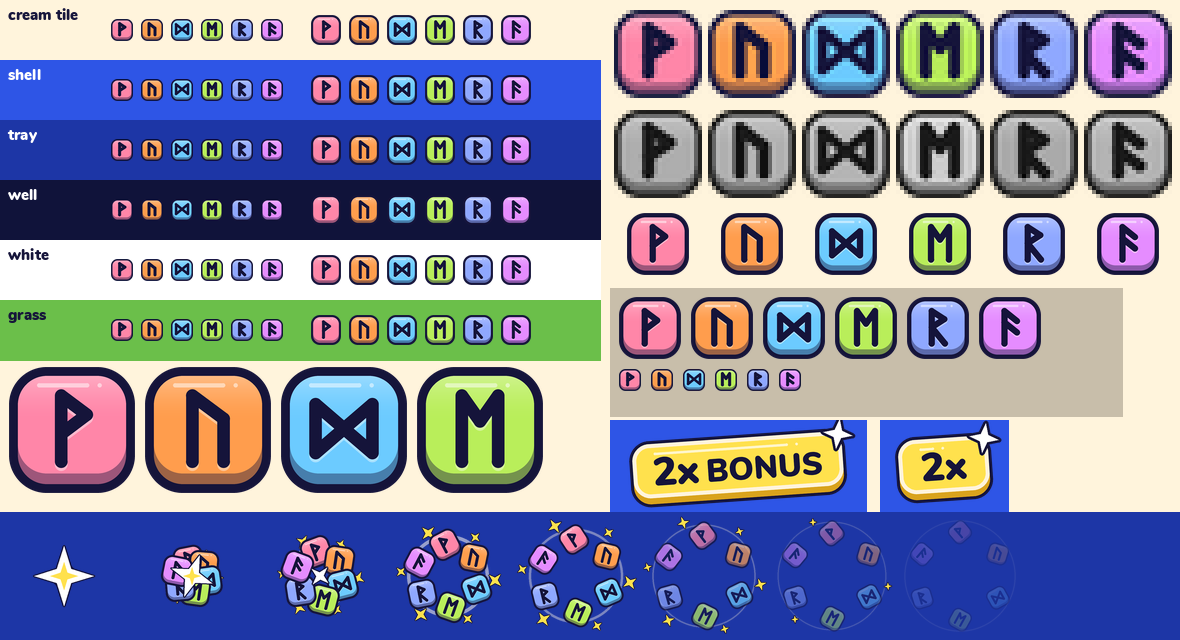 cream tile ᚹ ᚢ ᛞ ᛖ ᚱ ᚨ ᚹ ᚢ ᛞ ᛖ ᚱ ᚨ
shell ᚹ ᚢ ᛞ ᛖ ᚱ ᚨ ᚹ ᚢ ᛞ ᛖ ᚱ ᚨ
tray ᚹ ᚢ ᛞ ᛖ ᚱ ᚨ ᚹ ᚢ ᛞ ᛖ ᚱ ᚨ
well ᚹ ᚢ ᛞ ᛖ ᚱ ᚨ ᚹ ᚢ ᛞ ᛖ ᚱ ᚨ
white ᚹ ᚢ ᛞ ᛖ ᚱ ᚨ ᚹ ᚢ ᛞ ᛖ ᚱ ᚨ
grass ᚹ ᚢ ᛞ ᛖ ᚱ ᚨ ᚹ ᚢ ᛞ ᛖ ᚱ ᚨ
ᚹ ᚢ ᛞ ᛖ
ᚹ ᚢ ᛞ ᛖ ᚱ ᚨ
ᚹ ᚢ ᛞ ᛖ ᚱ ᚨ
ᚹ ᚢ ᛞ ᛖ ᚱ ᚨ
ᚹ ᚢ ᛞ ᛖ ᚱ ᚨ
ᚹ ᚢ ᛞ ᛖ ᚱ ᚨ
2x BONUS
2x
ᚹ ᚢ ᛞ ᛖ ᚱ ᚨ
ᚹ ᚢ ᛞ ᛖ ᚱ ᚨ
ᚹ ᚢ ᛞ ᛖ ᚱ ᚨ
ᚹ ᚢ ᛞ ᛖ ᚱ ᚨ
ᚹ ᚢ ᛞ ᛖ ᚱ ᚨ
ᚹ ᚢ ᛞ ᛖ ᚱ ᚨ